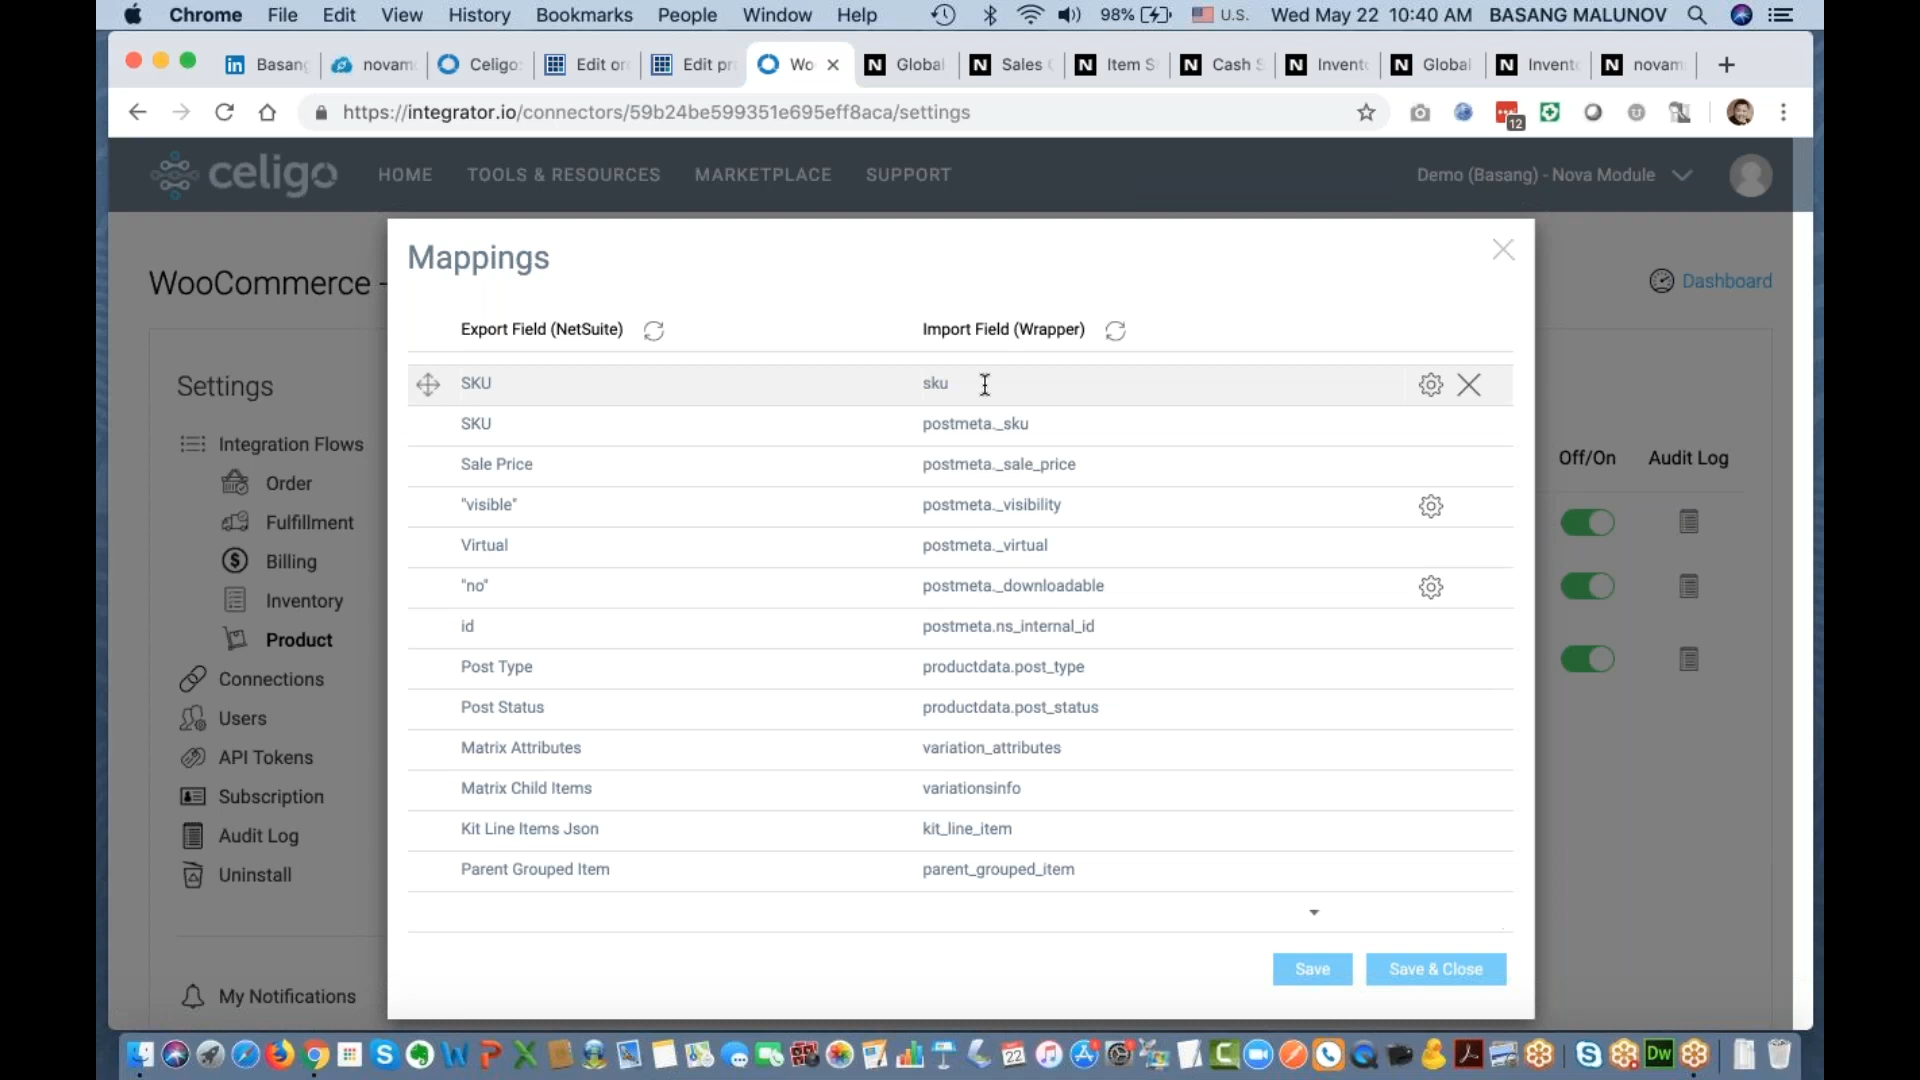 Chrome File Edit View History Bookmarks People Window Help 98% U.S. Wed May 22 10:40 AM BASANG MALUNOV
Basang novam Celigo Edit or Edit pr Wo Global Sales Item S Cash S Invent Global Invent novam
https://integrator.io/connectors/59b24be599351e695eff8aca/settings
12
celigo HOME TOOLS & RESOURCES MARKETPLACE SUPPORT Demo (Basang) - Nova Module
WooCommerce -
Dashboard
Settings
Integration Flows
Order
Fulfillment
Billing
Inventory
Product
Connections
Users
API Tokens
Subscription
Audit Log
Uninstall
My Notifications
Mappings
Export Field (NetSuite) Import Field (Wrapper)
SKU sku
SKU postmeta._sku
Sale Price postmeta._sale_price
"visible" postmeta._visibility
Virtual postmeta._virtual
"no" postmeta._downloadable
id postmeta.ns_internal_id
Post Type productdata.post_type
Post Status productdata.post_status
Matrix Attributes variation_attributes
Matrix Child Items variationsinfo
Kit Line Items Json kit_line_item
Parent Grouped Item parent_grouped_item
Save Save & Close
Off/On Audit Log
22
Dw